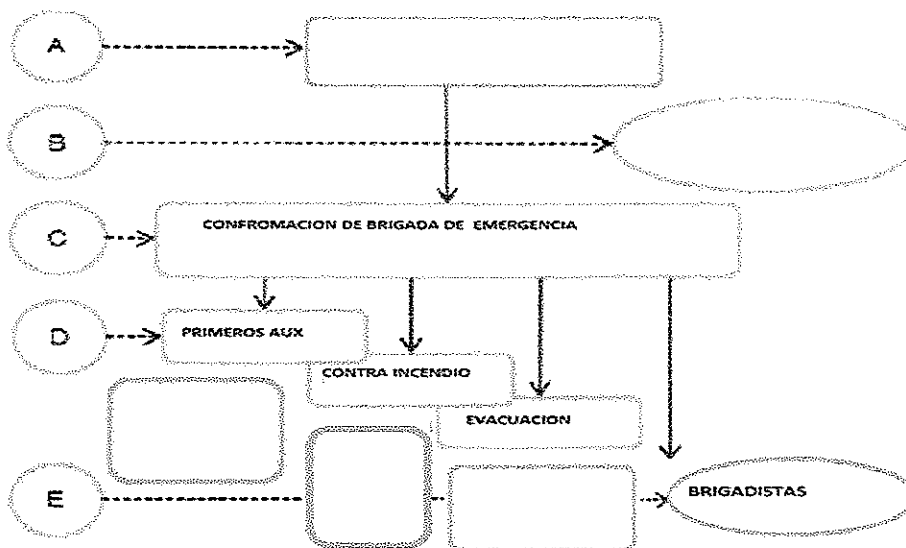 A
B
C
CONFROMACION DE BRIGADA DE EMERGENCIA
D
PRIMEROS AUX
CONTRA INCENDIO
EVACUACION
E
BRIGADISTAS